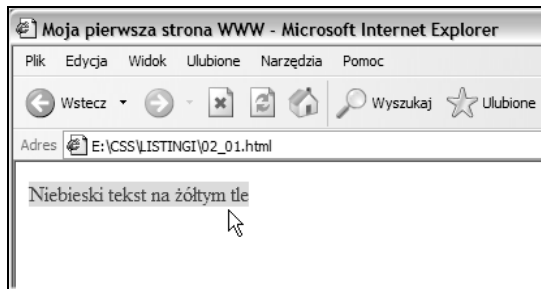 Moja pierwsza strona WWW - Microsoft Internet Explorer
Plik Edycja Widok Ulubione Narzędzia Pomoc
Wstecz Wyszukaj Ulubione
Adres E:\CSS\LISTINGI\02_01.html
Niebieski tekst na żółtym tle